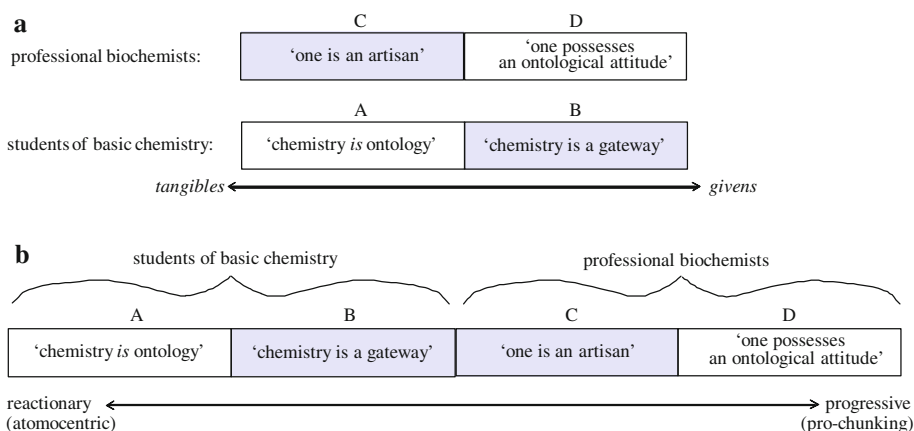 a
C D
professional biochemists: 'one is an artisan' 'one possesses
an ontological attitude'
A B
students of basic chemistry: 'chemistry is ontology' 'chemistry is a gateway'
tangibles givens
b
students of basic chemistry professional biochemists
A B C D
'chemistry is ontology' 'chemistry is a gateway' 'one is an artisan' 'one possesses
an ontological attitude'
reactionary progressive
(atomocentric) (pro-chunking)